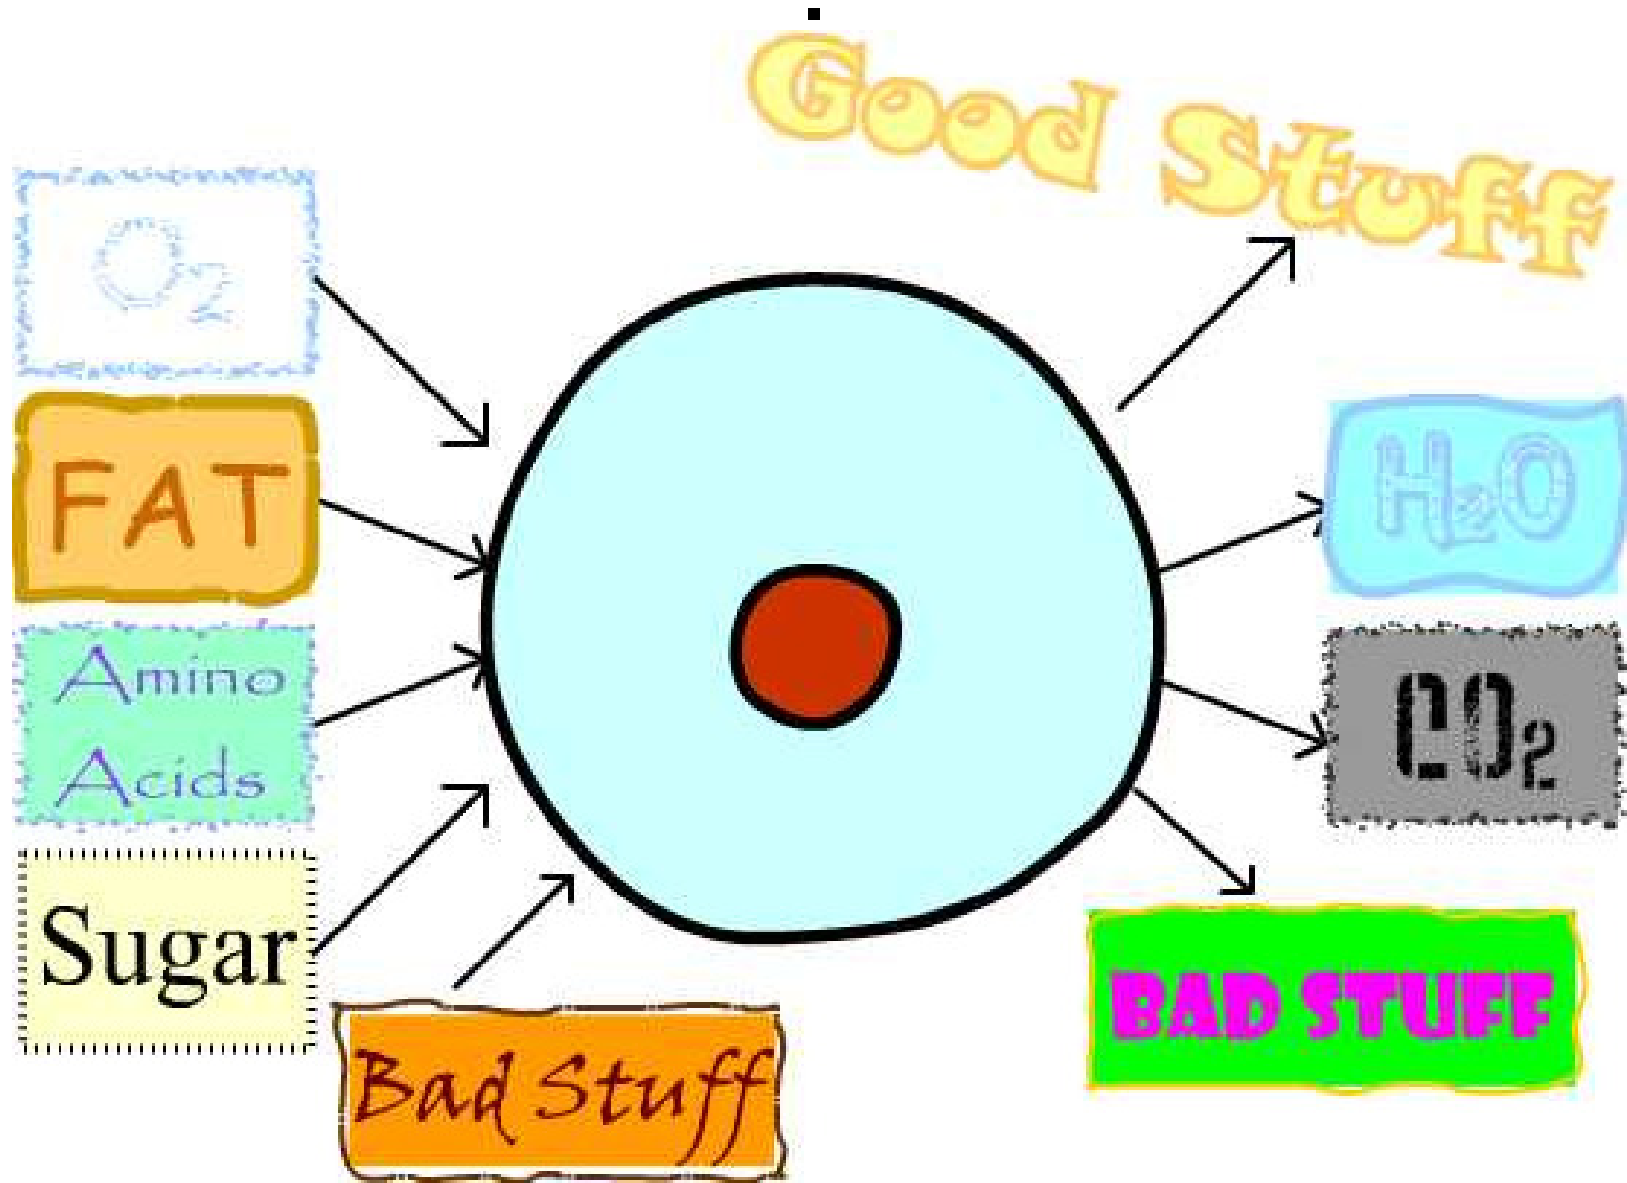 Good Stuff
O2
FAT
Amino
Acids
Sugar
Bad Stuff
H2O
CO2
BAD STUFF